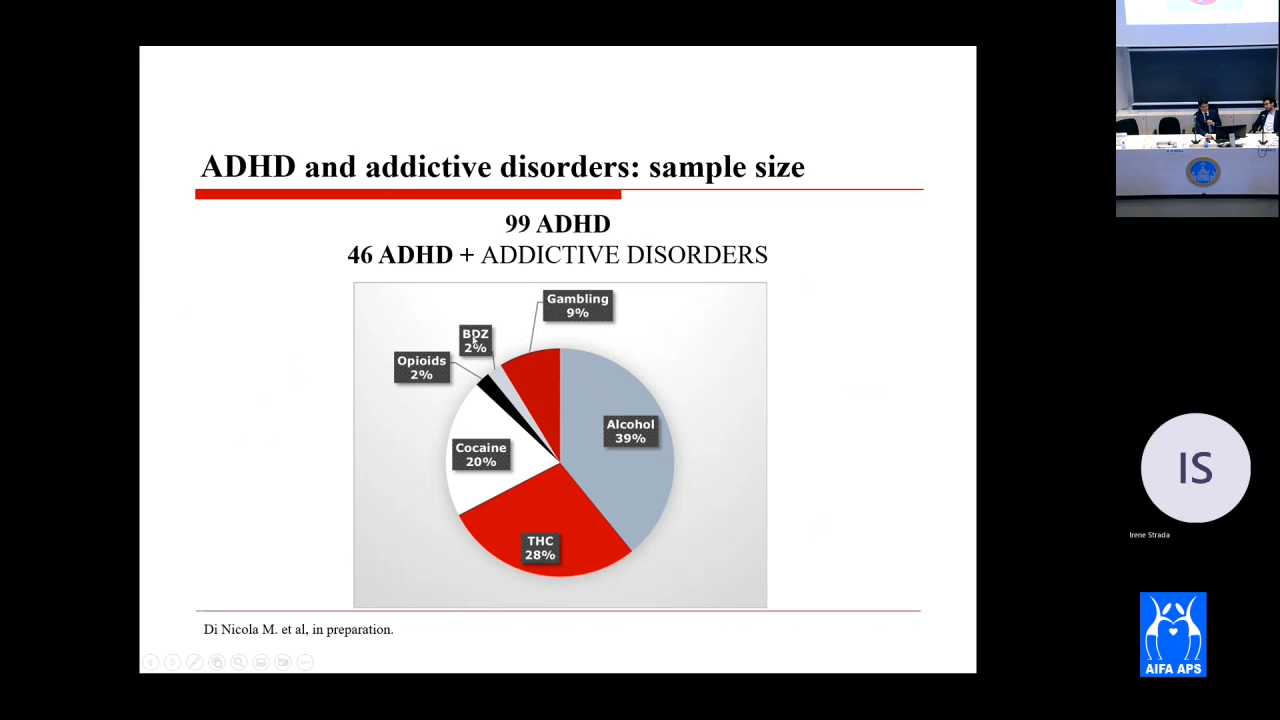 ADHD and addictive disorders: sample size
99 ADHD
46 ADHD + ADDICTIVE DISORDERS
Gambling
9%
BDZ
2%
Opioids
2%
Alcohol
39%
Cocaine
20%
THC
28%
Di Nicola M. et al, in preparation.
IS
Irene Strada
AIFA APS